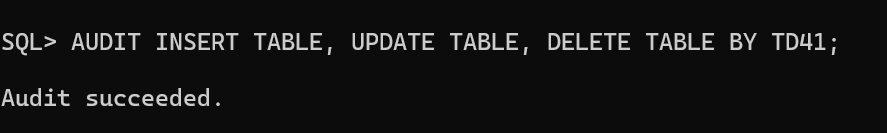 SQL> AUDIT INSERT TABLE, UPDATE TABLE, DELETE TABLE BY TD41;
Audit succeeded.